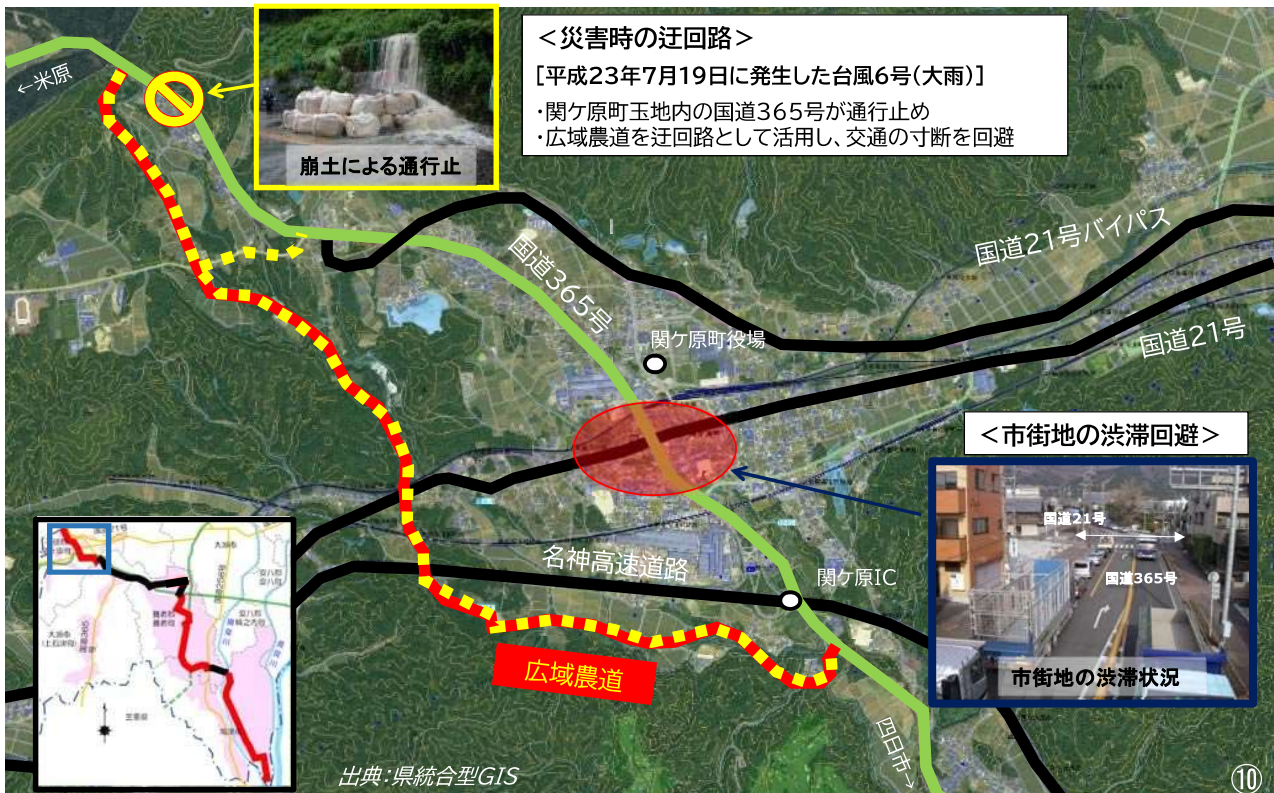 ←米原
崩土による通行止
<災害時の迂回路>
[平成23年7月19日に発生した台風6号(大雨)]
・関ケ原町玉地内の国道365号が通行止め
・広域農道を迂回路として活用し、交通の寸断を回避
国道21号バイパス
国道365号
国道21号
関ケ原町役場
<市街地の渋滞回避>
国道21号
国道365号
市街地の渋滞状況
名神高速道路
関ケ原IC
広域農道
四日市→
出典:県統合型GIS
⑩